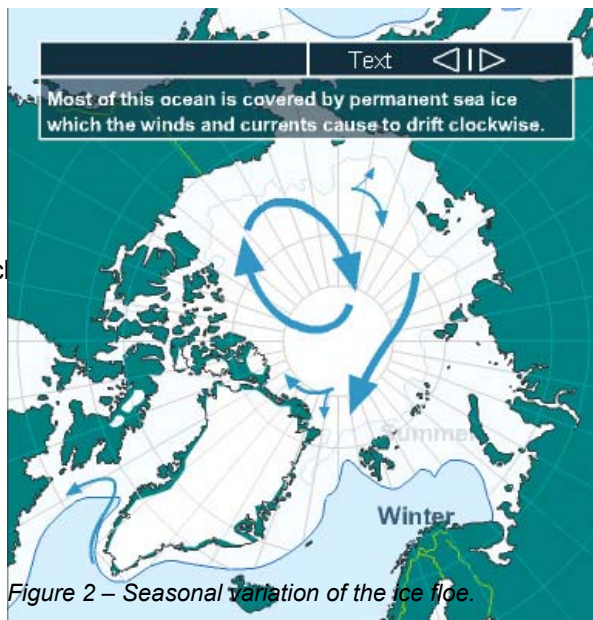 Text
Most of this ocean is covered by permanent sea ice
which the winds and currents cause to drift clockwise.
Summer
Winter
Figure 2 – Seasonal variation of the ice floe.